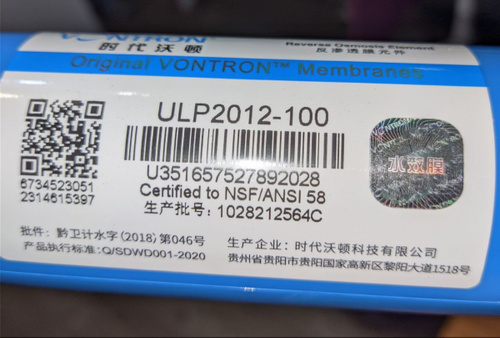 VONTRON™
时代沃顿
Reverse Osmosis Element
反渗透膜元件
Original VONTRON™ Membranes
ULP2012-100
U351657527892028
Certified to NSF/ANSI 58
生产批号: 1028212564C
6734523051
2314615397
水效膜
批件: 黔卫计水字(2018)第046号
产品执行标准: Q/SDWD001-2020
生产企业: 时代沃顿科技有限公司
贵州省贵阳市贵阳国家高新区黎阳大道1518号